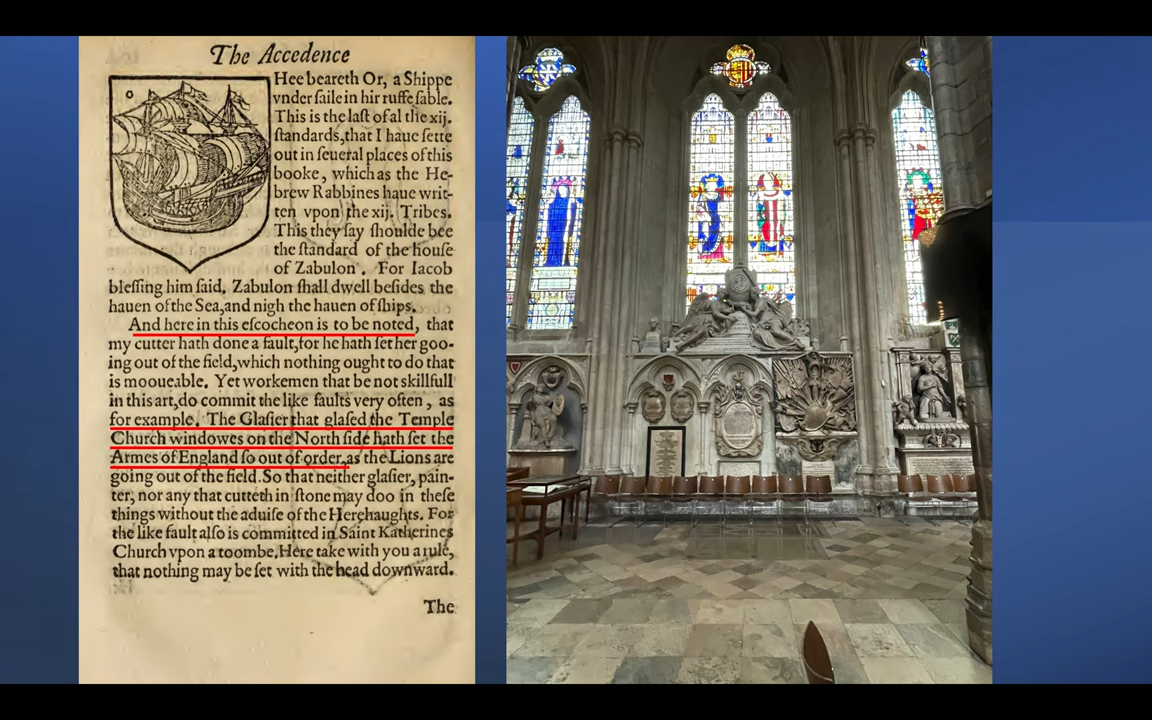 The Accedence
Hee beareth Or, a Shippe
vnder ſaile in hir ruffe ſable.
This is the laſt of al the xij.
ſtandards, that I haue ſette
out in ſeueral places of this
booke, which as the He-
brew Rabbines haue writ-
ten vpon the xij. Tribes.
This they ſay ſhoulde bee
the ſtandard of the houſe
of Zabulon. For Iacob
bleſſing him ſaid, Zabulon ſhall dwell beſides the
hauen of the Sea, and nigh the hauen of ſhips.
And here in this eſcocheon is to be noted, that
my cutter hath done a fault, for he hath ſet her goo-
ing out of the field, which nothing ought to do that
is mooueable. Yet workemen that be not skillfull
in this art, do commit the like faults very often, as
for example. The Glaſier that glaſed the Temple
Church windowes on the North ſide hath ſet the
Armes of England ſo out of order, as the Lions are
going out of the field. So that neither glaſier, pain-
ter, nor any that cutteth in ſtone may doo in theſe
things without the aduiſe of the Herehaughts. For
the like fault alſo is committed in Saint Katherines
Church vpon a toombe. Here take with you a rule,
that nothing may be ſet with the head downward.
The